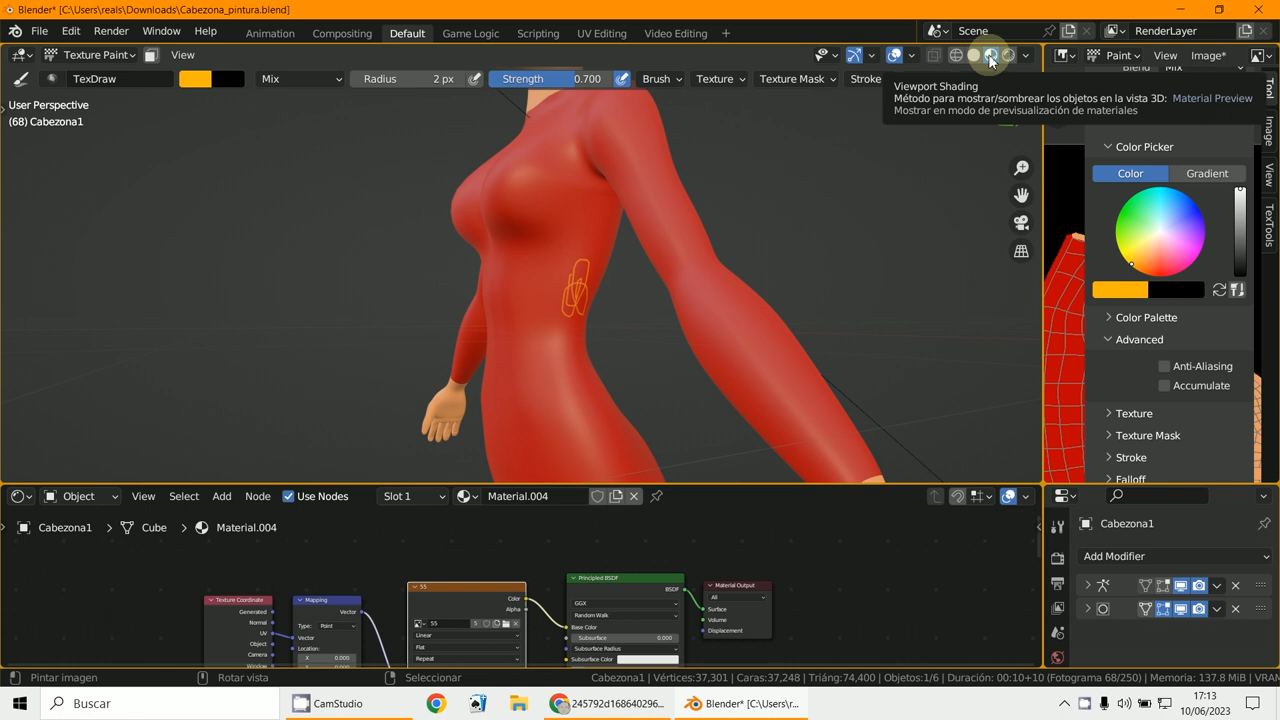 Blender* [C:\Users\reals\Downloads\Cabezona_pintura.blend]
File Edit Render Window Help Animation Compositing Default Game Logic Scripting UV Editing Video Editing + Scene RenderLayer
Texture Paint View Paint View Image*
TexDraw Mix Radius 2 px Strength 0.700 Brush Texture Texture Mask Stroke
User Perspective
(68) Cabezona1
Viewport Shading
Método para mostrar/sombrear los objetos en la vista 3D: Material Preview
Mostrar en modo de previsualización de materiales
Tool
Image
View
TexTools
Color Picker
Color Gradient
Color Palette
Advanced
Anti-Aliasing
Accumulate
Texture
Texture Mask
Stroke
Falloff
Object View Select Add Node Use Nodes Slot 1 Material.004
Cabezona1 > Cube > Material.004
Texture Coordinate
Generated
Normal
UV
Object
Camera
Window
Mapping
Vector
Type: Point
Vector
Location:
X 0.000
55
Color
Alpha
55 5
Linear
Flat
Repeat
Principled BSDF
BSDF
GGX
Random Walk
Base Color
Subsurface 0.000
Subsurface Radius
Subsurface Color
Material Output
All
Surface
Volume
Displacement
Cabezona1
Add Modifier
Pintar imagen Rotar vista Seleccionar Cabezona1 | Vértices:37,301 | Caras:37,248 | Triáng:74,400 | Objetos:1/6 | Duración: 00:10+10 (Fotograma 68/250) | Memoria: 137.8 MiB | VRAM
Buscar CamStudio 245792d168640296... Blender* [C:\Users\r...
17:13
10/06/2023